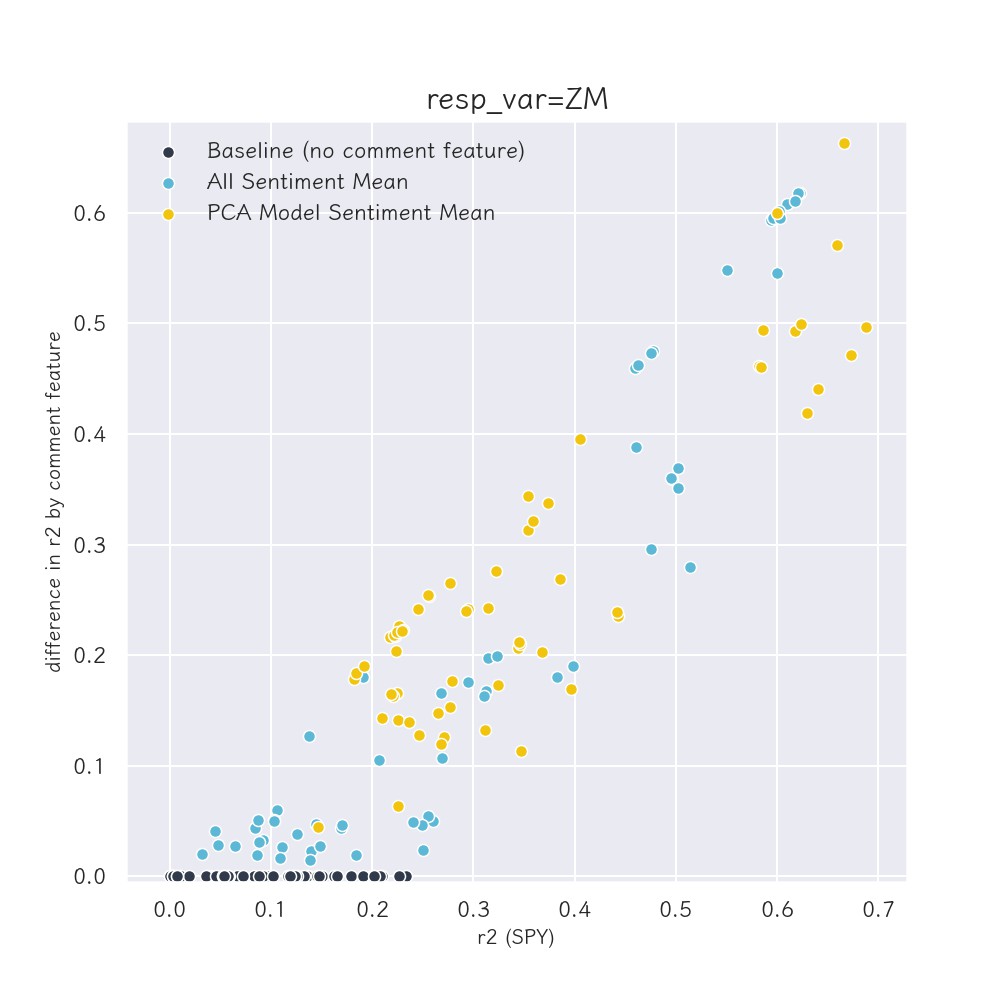 resp_var=ZM
Baseline (no comment feature)
All Sentiment Mean
PCA Model Sentiment Mean
difference in r2 by comment feature
0.6
0.5
0.4
0.3
0.2
0.1
0.0
0.0 0.1 0.2 0.3 0.4 0.5 0.6 0.7
r2 (SPY)